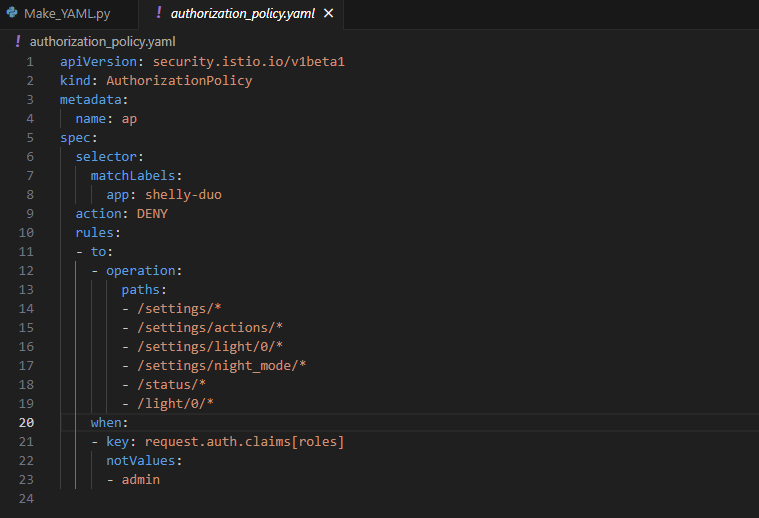 Make_YAML.py ! authorization_policy.yaml ×
! authorization_policy.yaml
1 apiVersion: security.istio.io/v1beta1
2 kind: AuthorizationPolicy
3 metadata:
4   name: ap
5 spec:
6   selector:
7     matchLabels:
8       app: shelly-duo
9   action: DENY
10   rules:
11   - to:
12     - operation:
13         paths:
14         - /settings/*
15         - /settings/actions/*
16         - /settings/light/0/*
17         - /settings/night_mode/*
18         - /status/*
19         - /light/0/*
20     when:
21     - key: request.auth.claims[roles]
22       notValues:
23       - admin
24